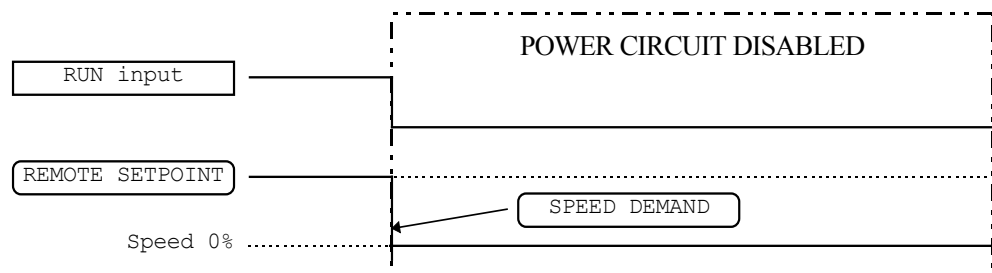 POWER CIRCUIT DISABLED
RUN input
REMOTE SETPOINT
SPEED DEMAND
Speed 0%